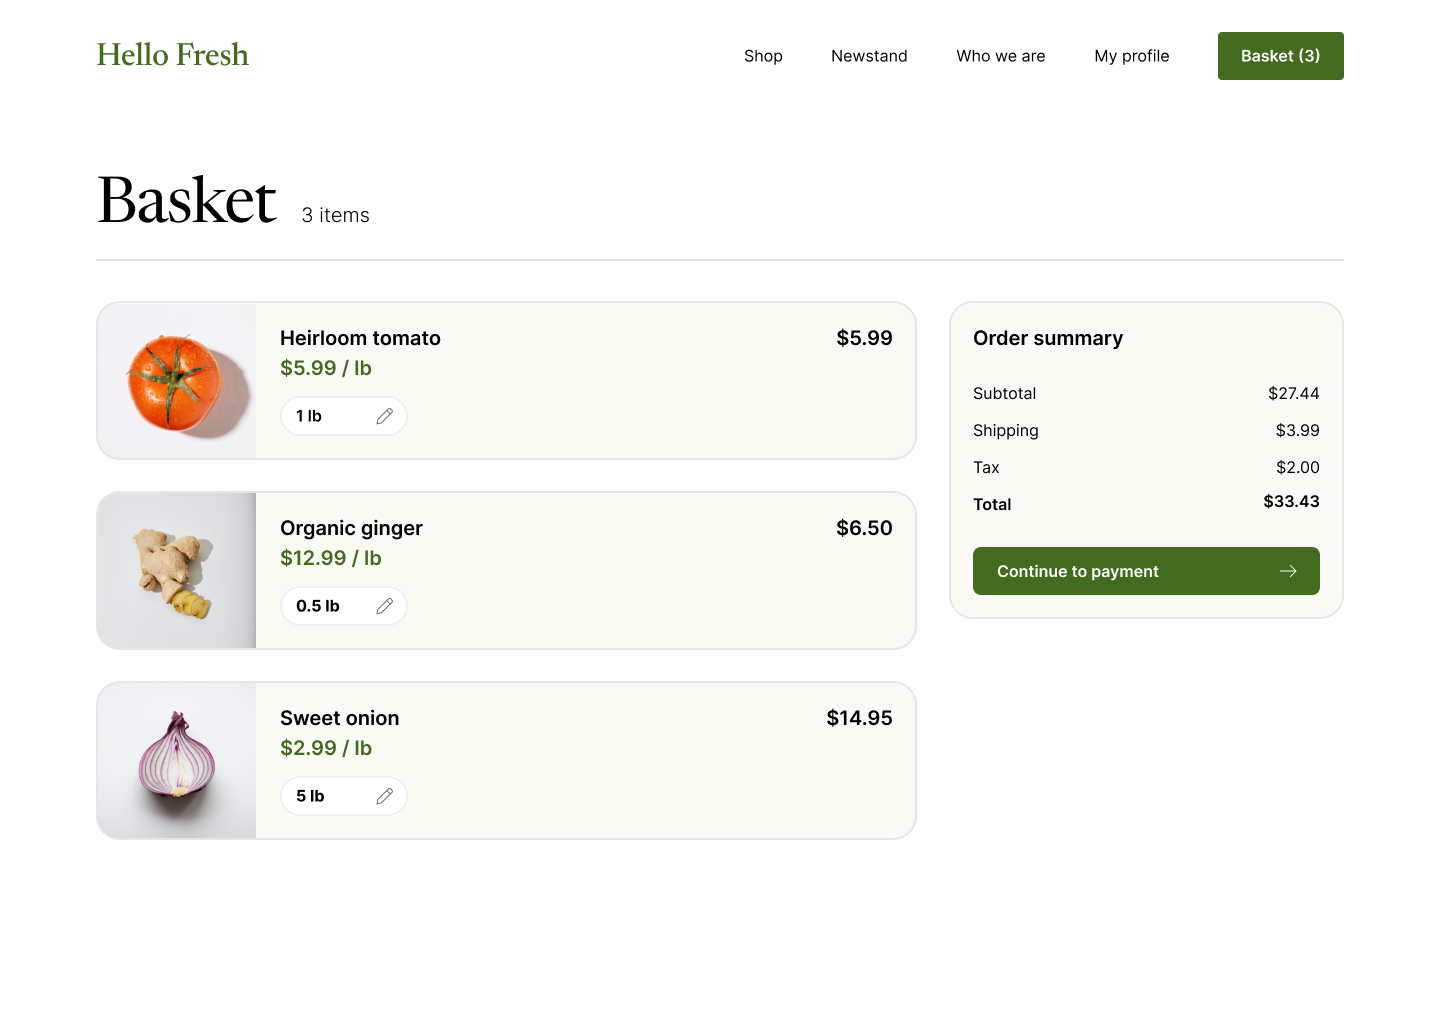 Hello Fresh
Shop Newstand Who we are My profile Basket (3)
Basket 3 items
Heirloom tomato $5.99
$5.99 / lb
1 lb
Organic ginger $6.50
$12.99 / lb
0.5 lb
Sweet onion $14.95
$2.99 / lb
5 lb
Order summary
Subtotal $27.44
Shipping $3.99
Tax $2.00
Total $33.43
Continue to payment